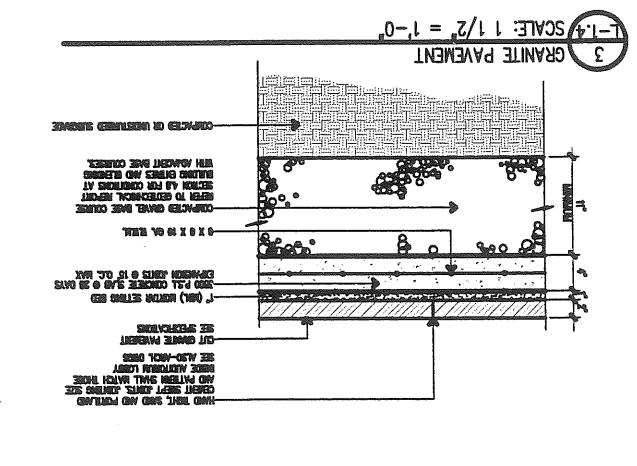 HAND TIGHT, SAND AND PORTLAND
CEMENT SWEPT JOINTS, JOINTING SIZE
AND PATTERN SHALL MATCH THOSE
INSIDE AUDITORIUM LOBBY
SEE ALSO-ARCH. DWGS
CUT GRANITE PAVEMENT
SEE SPECIFICATIONS
1" (MIN.) MORTAR SETTING BED
3500 P.S.I. CONCRETE SLAB @ 28 DAYS
EXPANSION JOINTS @ 15' O.C. MAX
6 X 6 X 10 GA. W.W.M.
COMPACTED GRAVEL BASE COURSE
REFER TO GEOTECHNICAL REPORT
SECTION 4.8 FOR CONDITIONS AT
BUILDING ENTRIES AND BLENDING
WITH ADJACENT BASE COURSES.
COMPACTED OR UNDISTURBED SUBGRADE
4"
11"
MINIMUM
3
L-1.4
GRANITE PAVEMENT
SCALE: 1 1/2" = 1'-0"